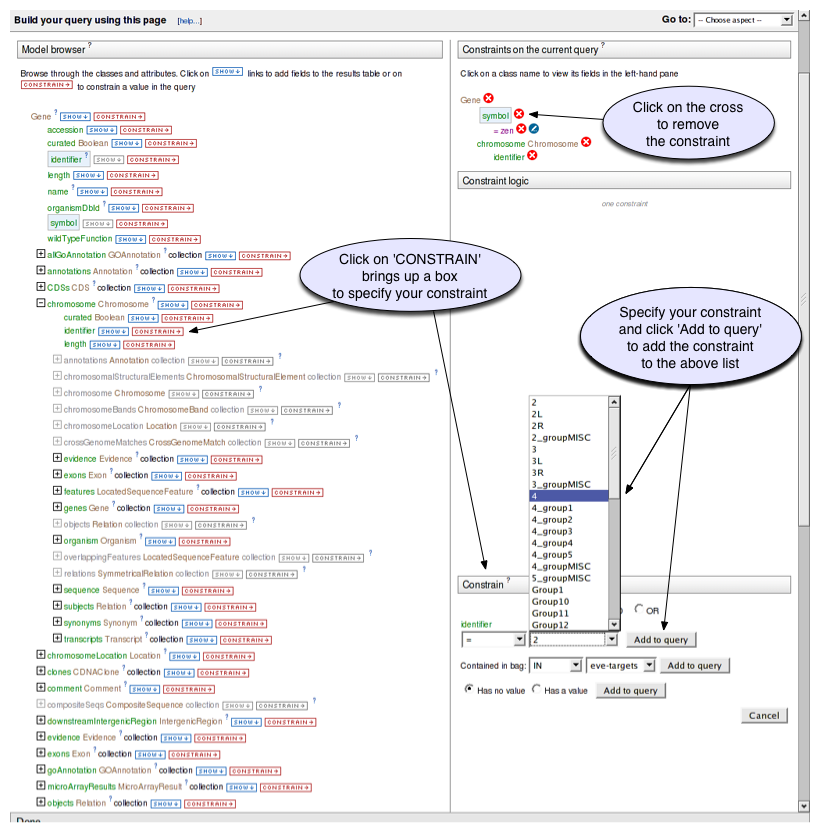 Build your query using this page [help...]
Go to: -- Choose aspect --
Model browser ?
Browse through the classes and attributes. Click on SHOW↓ links to add fields to the results table or on
CONSTRAIN→ to constrain a value in the query
Gene ? SHOW↓ CONSTRAIN→
accession SHOW↓ CONSTRAIN→
curated Boolean SHOW↓ CONSTRAIN→
identifier ? SHOW↓ CONSTRAIN→
length SHOW↓ CONSTRAIN→
name ? SHOW↓ CONSTRAIN→
organismDbId SHOW↓ CONSTRAIN→
symbol SHOW↓ CONSTRAIN→
wildTypeFunction SHOW↓ CONSTRAIN→
allGoAnnotation GOAnnotation ? collection SHOW↓ CONSTRAIN→
annotations Annotation ? collection SHOW↓ CONSTRAIN→
CDSs CDS ? collection SHOW↓ CONSTRAIN→
chromosome Chromosome ? SHOW↓ CONSTRAIN→
curated Boolean SHOW↓ CONSTRAIN→
identifier SHOW↓ CONSTRAIN→
length SHOW↓ CONSTRAIN→
annotations Annotation collection SHOW↓ CONSTRAIN→ ?
chromosomalStructuralElements ChromosomalStructuralElement collection SHOW↓ CONSTRAIN→ ?
chromosome Chromosome SHOW↓ CONSTRAIN→ ?
chromosomeBands ChromosomeBand collection SHOW↓ CONSTRAIN→ ?
chromosomeLocation Location SHOW↓ CONSTRAIN→ ?
crossGenomeMatches CrossGenomeMatch collection SHOW↓ CONSTRAIN→ ?
evidence Evidence ? collection SHOW↓ CONSTRAIN→
exons Exon ? collection SHOW↓ CONSTRAIN→
features LocatedSequenceFeature ? collection SHOW↓ CONSTRAIN→
genes Gene ? collection SHOW↓ CONSTRAIN→
objects Relation collection SHOW↓ CONSTRAIN→ ?
organism Organism ? SHOW↓ CONSTRAIN→
overlappingFeatures LocatedSequenceFeature collection SHOW↓ CONSTRAIN→ ?
relations SymmetricalRelation collection SHOW↓ CONSTRAIN→ ?
sequence Sequence ? SHOW↓ CONSTRAIN→
subjects Relation ? collection SHOW↓ CONSTRAIN→
synonyms Synonym ? collection SHOW↓ CONSTRAIN→
transcripts Transcript ? collection SHOW↓ CONSTRAIN→
chromosomeLocation Location ? SHOW↓ CONSTRAIN→
clones CDNAClone ? collection SHOW↓ CONSTRAIN→
comment Comment ? SHOW↓ CONSTRAIN→
compositeSeqs CompositeSequence collection SHOW↓ CONSTRAIN→ ?
downstreamIntergenicRegion IntergenicRegion ? SHOW↓ CONSTRAIN→
evidence Evidence ? collection SHOW↓ CONSTRAIN→
exons Exon ? collection SHOW↓ CONSTRAIN→
goAnnotation GOAnnotation ? collection SHOW↓ CONSTRAIN→
microArrayResults MicroArrayResult ? collection SHOW↓ CONSTRAIN→
objects Relation ? collection SHOW↓ CONSTRAIN→
Constraints on the current query ?
Click on a class name to view its fields in the left-hand pane
Gene
symbol
= zen
chromosome Chromosome
identifier
Constraint logic
one constraint
Click on the cross
to remove
the constraint
Click on 'CONSTRAIN'
brings up a box
to specify your constraint
Specify your constraint
and click 'Add to query'
to add the constraint
to the above list
2
2L
2R
2_groupMISC
3
3L
3R
3_groupMISC
4
4_group1
4_group2
4_group3
4_group4
4_group5
4_groupMISC
5_groupMISC
Group1
Group10
Group11
Group12
Constrain ?
OR
identifier
= 2 Add to query
Contained in bag: IN eve-targets Add to query
Has no value Has a value Add to query
Cancel